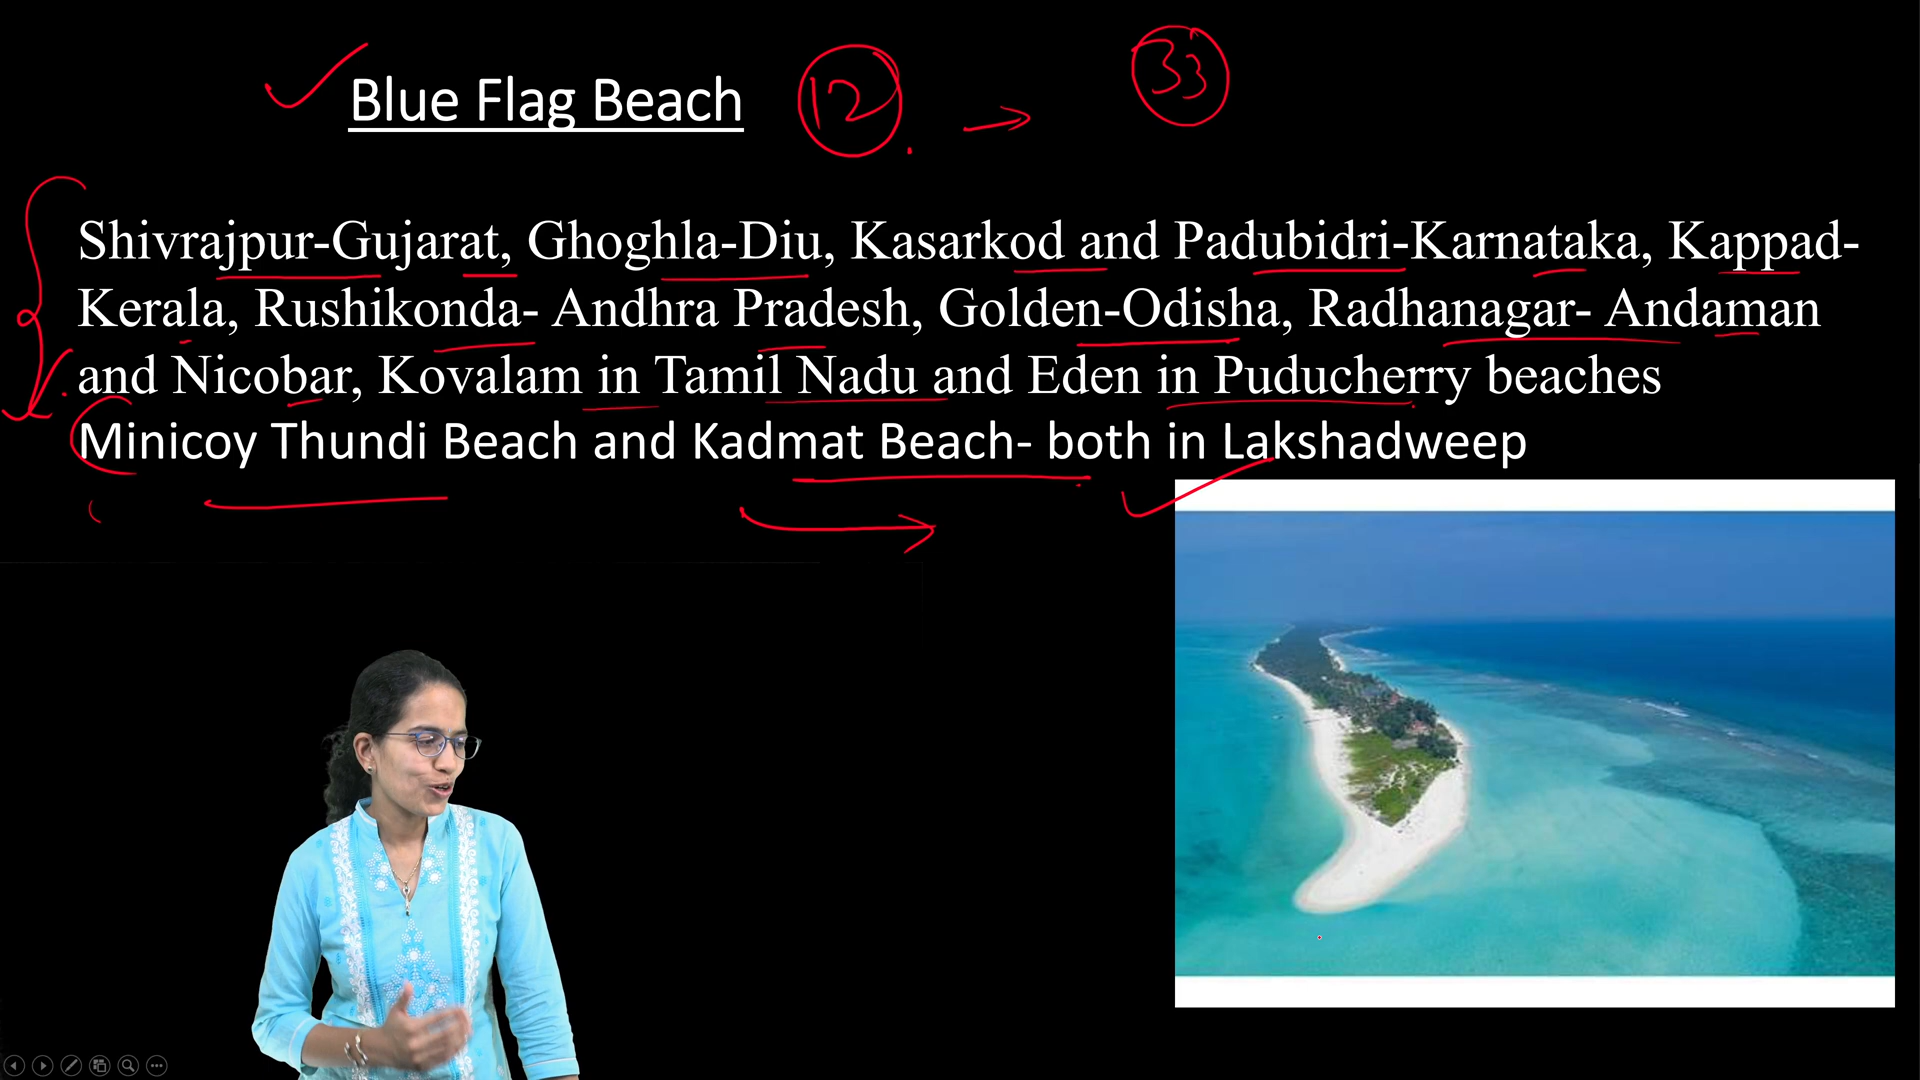 Blue Flag Beach 12 → 33
Shivrajpur-Gujarat, Ghoghla-Diu, Kasarkod and Padubidri-Karnataka, Kappad-
Kerala, Rushikonda- Andhra Pradesh, Golden-Odisha, Radhanagar- Andaman
and Nicobar, Kovalam in Tamil Nadu and Eden in Puducherry beaches
Minicoy Thundi Beach and Kadmat Beach- both in Lakshadweep